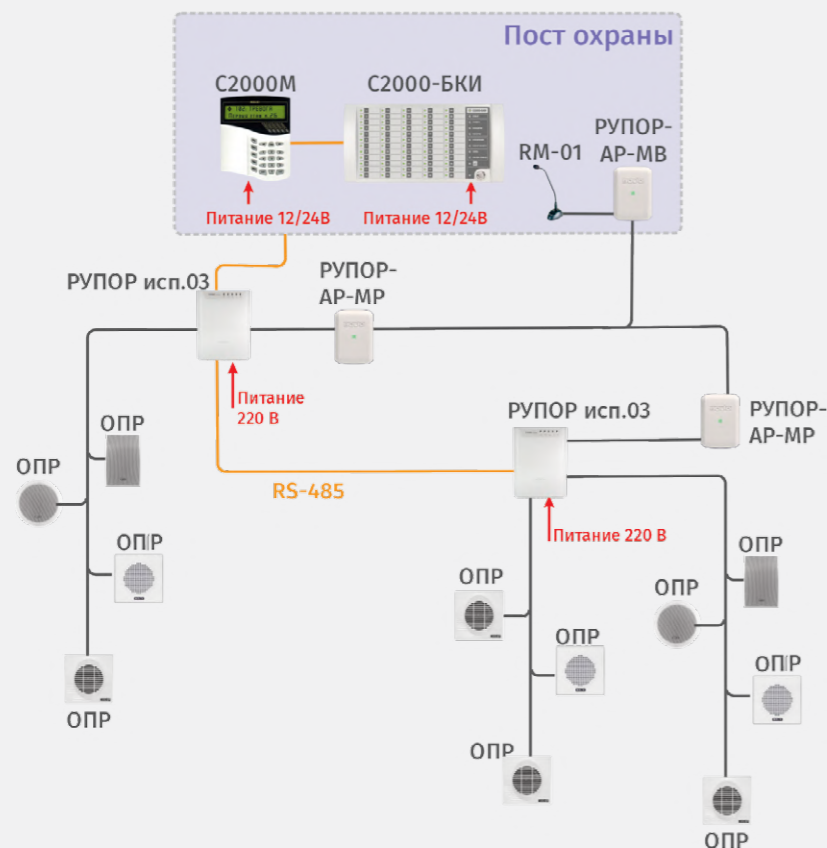 Пост охраны
С2000М
С2000-БКИ
РУПОР-
АР-МВ
RM-01
Питание 12/24В
Питание 12/24В
РУПОР исп.03
РУПОР-
АР-МР
Питание
220 В
РУПОР исп.03
РУПОР-
АР-МР
ОПР
ОПР
RS-485
Питание 220 В
ОПР
ОПР
ОПР
ОПР
ОПР
ОПР
ОПР
ОПР
ОПР